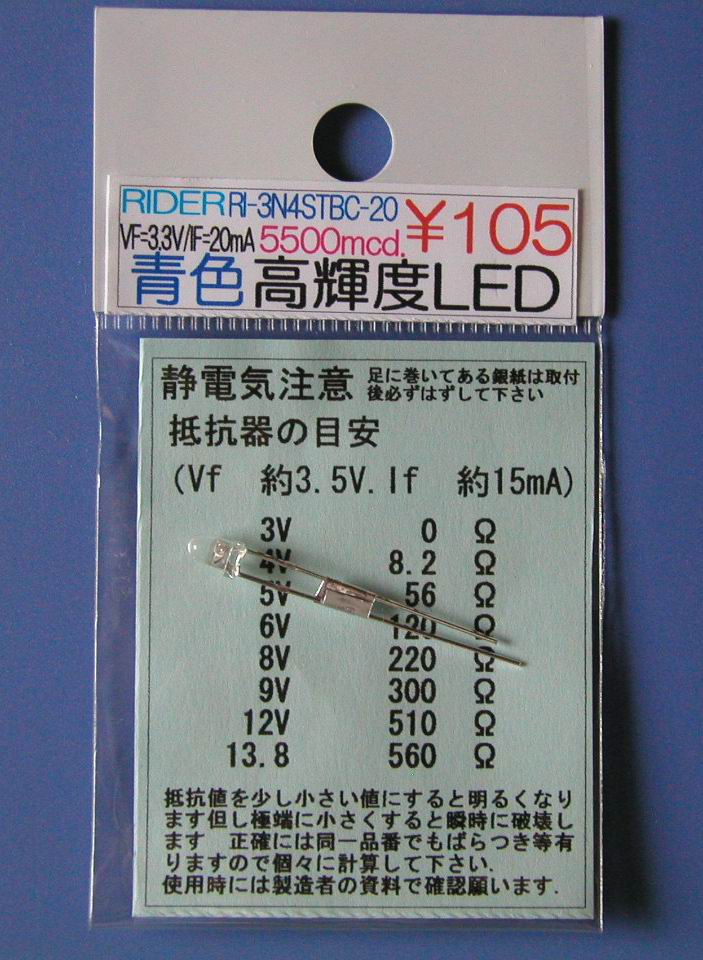 RIDER RI-3N4STBC-20
VF=3.3V/IF=20mA 5500mcd. ¥105
青色 高輝度LED
静電気注意 足に巻いてある銀紙は取付
後必ずはずして下さい
抵抗器の目安
(Vf 約3.5V.If 約15mA)
3V 0 Ω
4V 8.2 Ω
5V 56 Ω
6V 120 Ω
8V 220 Ω
9V 300 Ω
12V 510 Ω
13.8 560 Ω
抵抗値を少し小さい値にすると明るくなり
ます但し極端に小さくすると瞬時に破壊し
ます 正確には同一品番でもばらつき等有
りますので個々に計算して下さい.
使用時には製造者の資料で確認願います.